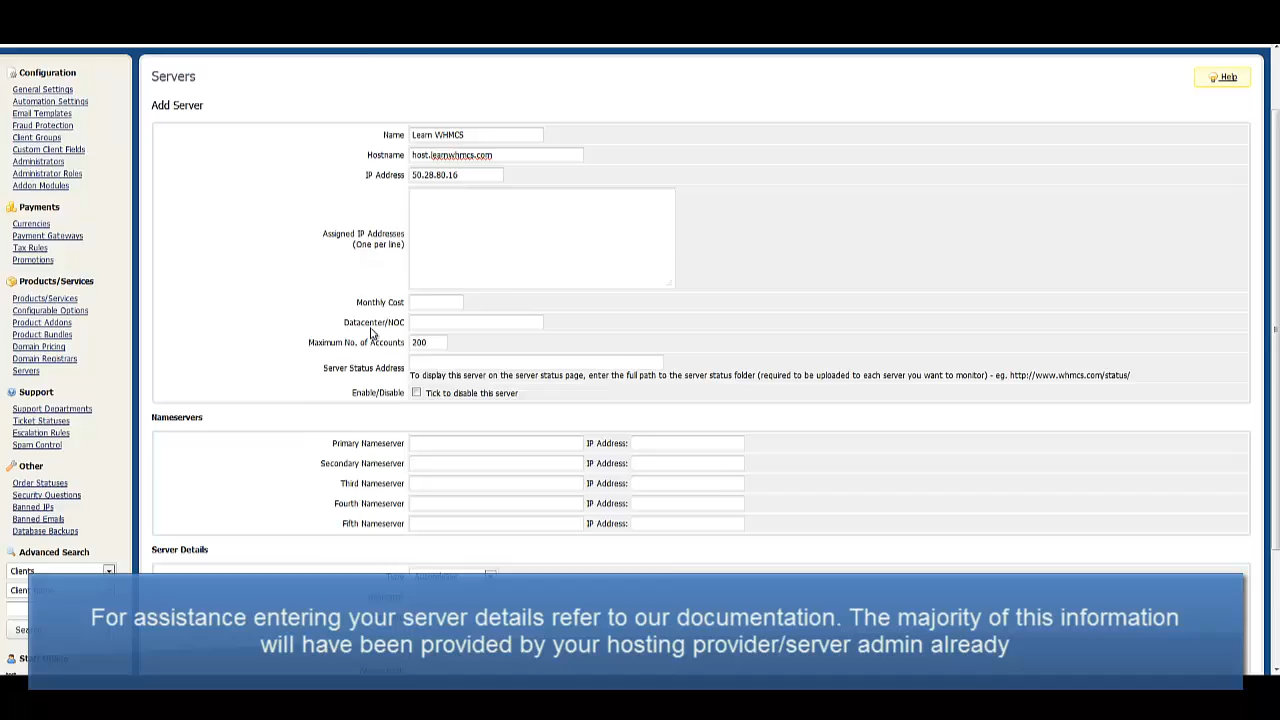 Configuration
General Settings
Automation Settings
Email Templates
Fraud Protection
Client Groups
Custom Client Fields
Administrators
Administrator Roles
Addon Modules
Payments
Currencies
Payment Gateways
Tax Rules
Promotions
Products/Services
Products/Services
Configurable Options
Product Addons
Product Bundles
Domain Pricing
Domain Registrars
Servers
Support
Support Departments
Ticket Statuses
Escalation Rules
Spam Control
Other
Order Statuses
Security Questions
Banned IPs
Banned Emails
Database Backups
Advanced Search
Clients
Servers
Help
Add Server
Name Learn WHMCS
Hostname host.learnwhmcs.com
IP Address 50.28.80.16
Assigned IP Addresses
(One per line)
Monthly Cost
Datacenter/NOC
Maximum No. of Accounts 200
Server Status Address
To display this server on the server status page, enter the full path to the server status folder (required to be uploaded to each server you want to monitor) - eg. http://www.whmcs.com/status/
Enable/Disable Tick to disable this server
Nameservers
Primary Nameserver IP Address:
Secondary Nameserver IP Address:
Third Nameserver IP Address:
Fourth Nameserver IP Address:
Fifth Nameserver IP Address:
Server Details
For assistance entering your server details refer to our documentation. The majority of this information
will have been provided by your hosting provider/server admin already